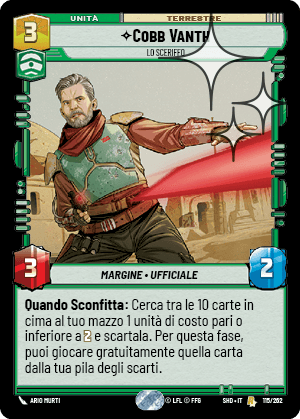 3
UNITÀ
TERRESTRE
✧Cobb Vanth
LO SCERIFFO
3
2
MARGINE • UFFICIALE
Quando Sconfitta: Cerca tra le 10 carte in
cima al tuo mazzo 1 unità di costo pari o
inferiore a 2 e scartala. Per questa fase,
puoi giocare gratuitamente quella carta
dalla tua pila degli scarti.
ARIO MURTI
© LFL © FFG
SHD • IT
R
115/262